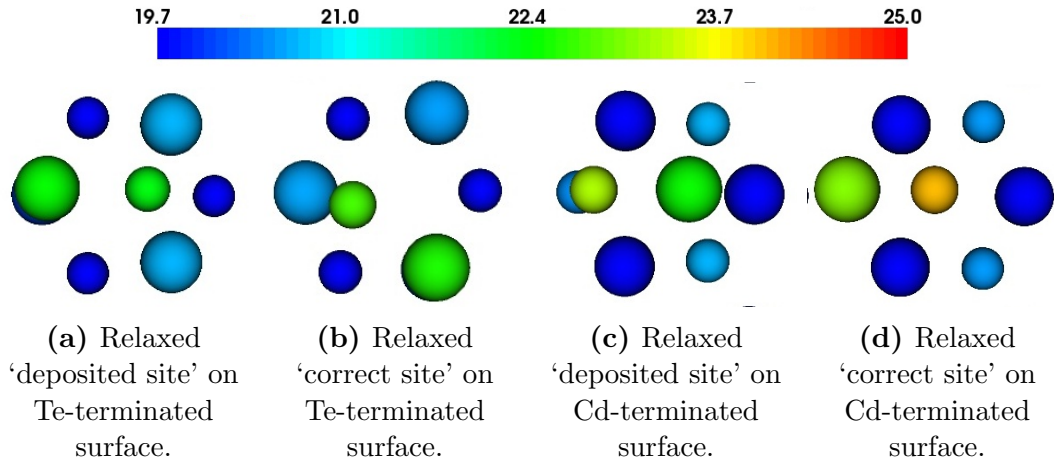 19.7 21.0 22.4 23.7 25.0
(a) Relaxed
‘deposited site’ on
Te-terminated
surface.
(b) Relaxed
‘correct site’ on
Te-terminated
surface.
(c) Relaxed
‘deposited site’ on
Cd-terminated
surface.
(d) Relaxed
‘correct site’ on
Cd-terminated
surface.